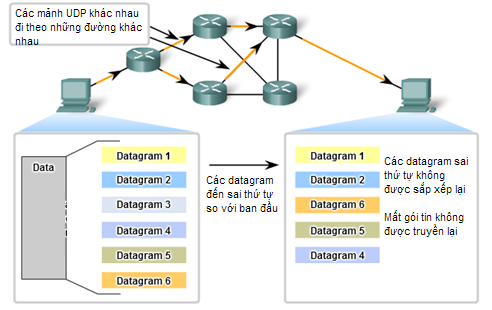 Các mảnh UDP khác nhau
đi theo những đường khác
nhau
Data
Datagram 1
Datagram 2
Datagram 3
Datagram 4
Datagram 5
Datagram 6
Các datagram
đến sai thứ tự
so với ban đầu
Datagram 1
Datagram 2
Datagram 6
Datagram 5
Datagram 4
Các datagram sai
thứ tự không
được sắp xếp lại
Mất gói tin không
được truyền lại